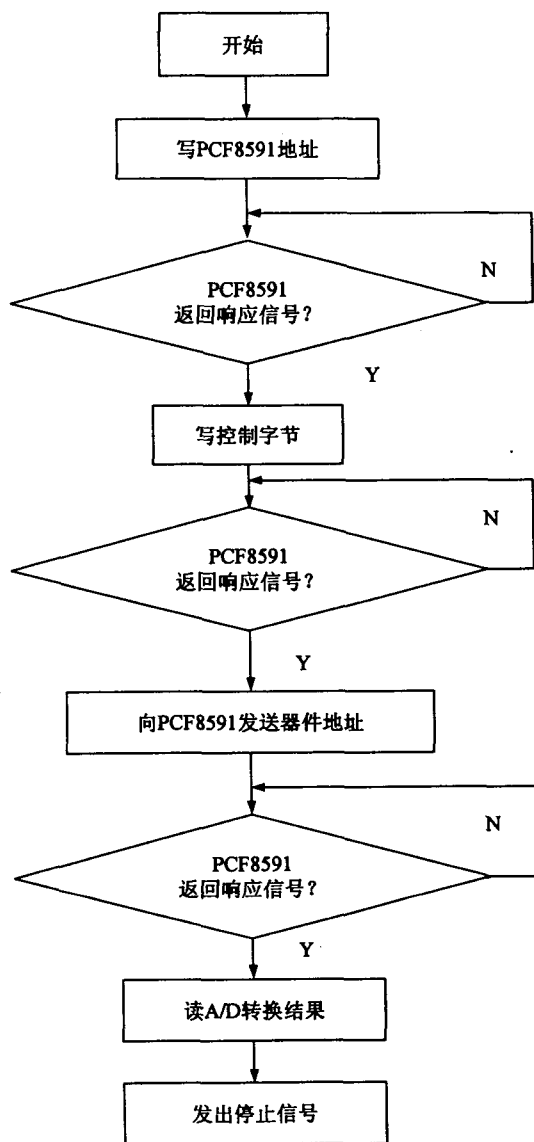 开始
写PCF8591地址
N
PCF8591
返回响应信号？
Y
写控制字节
N
PCF8591
返回响应信号？
Y
向PCF8591发送器件地址
N
PCF8591
返回响应信号？
Y
读A/D转换结果
发出停止信号